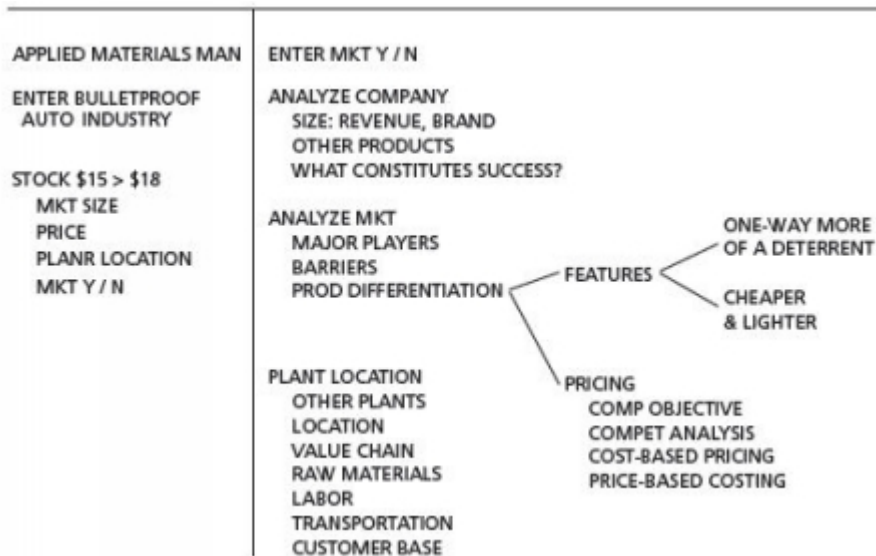 APPLIED MATERIALS MAN
ENTER BULLETPROOF
AUTO INDUSTRY
STOCK $15 > $18
MKT SIZE
PRICE
PLANR LOCATION
MKT Y / N
ENTER MKT Y / N
ANALYZE COMPANY
SIZE: REVENUE, BRAND
OTHER PRODUCTS
WHAT CONSTITUTES SUCCESS?
ANALYZE MKT
MAJOR PLAYERS
BARRIERS
PROD DIFFERENTIATION
FEATURES
ONE-WAY MORE
OF A DETERRENT
CHEAPER
& LIGHTER
PRICING
COMP OBJECTIVE
COMPET ANALYSIS
COST-BASED PRICING
PRICE-BASED COSTING
PLANT LOCATION
OTHER PLANTS
LOCATION
VALUE CHAIN
RAW MATERIALS
LABOR
TRANSPORTATION
CUSTOMER BASE